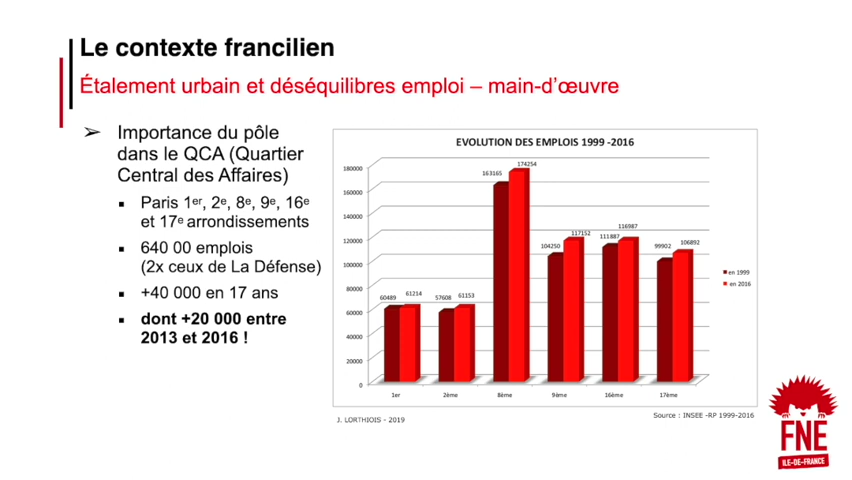 Le contexte francilien
Étalement urbain et déséquilibres emploi – main-d'œuvre
➢ Importance du pôle
dans le QCA (Quartier
Central des Affaires)
▪ Paris 1er, 2e, 8e, 9e, 16e
et 17e arrondissements
▪ 640 00 emplois
(2x ceux de La Défense)
▪ +40 000 en 17 ans
▪ dont +20 000 entre
2013 et 2016 !
EVOLUTION DES EMPLOIS 1999 -2016
180000
160000
140000
120000
100000
80000
60000
40000
20000
0
60489
61214
57608
61153
163165
174254
104250
117152
111887
116987
99902
106892
1er
2ème
8ème
9ème
16ème
17ème
en 1999
en 2016
J. LORTHIOIS - 2019
Source : INSEE -RP 1999-2016
FNE
ILE-DE-FRANCE